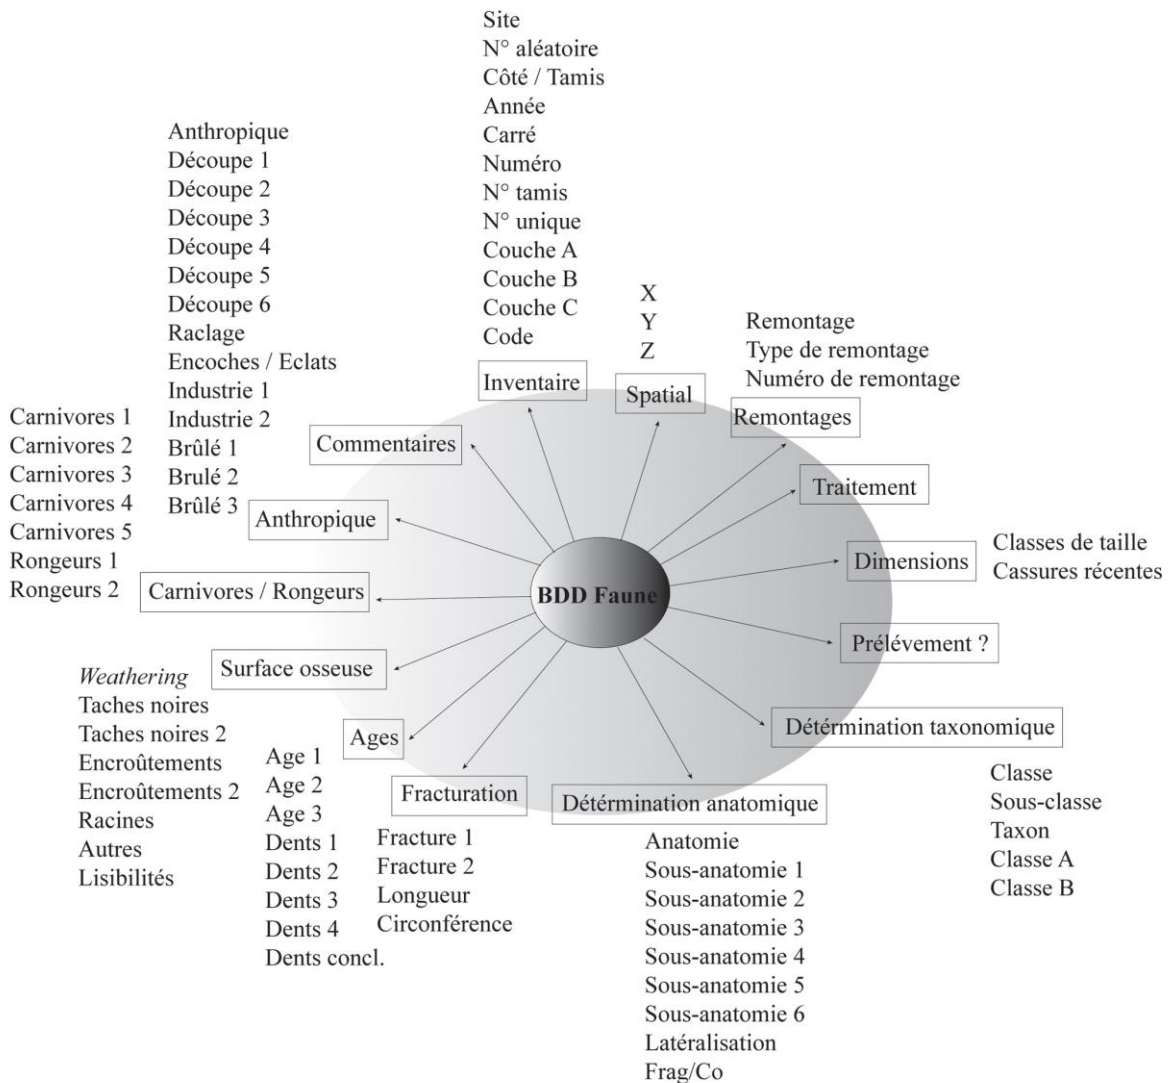 Site
N° aléatoire
Côté / Tamis
Année
Carré
Numéro
N° tamis
N° unique
Couche A
Couche B
Couche C
Code
Inventaire
X
Y
Z
Spatial
Remontage
Type de remontage
Numéro de remontage
Remontages
Traitement
Dimensions
Classes de taille
Cassures récentes
Prélévement ?
Détérmination taxonomique
Classe
Sous-classe
Taxon
Classe A
Classe B
Détérmination anatomique
Anatomie
Sous-anatomie 1
Sous-anatomie 2
Sous-anatomie 3
Sous-anatomie 4
Sous-anatomie 5
Sous-anatomie 6
Latéralisation
Frag/Co
Fracturation
Fracture 1
Fracture 2
Longueur
Circonférence
Ages
Age 1
Age 2
Age 3
Dents 1
Dents 2
Dents 3
Dents 4
Dents concl.
Surface osseuse
Weathering
Taches noires
Taches noires 2
Encroûtements
Encroûtements 2
Racines
Autres
Lisibilités
Carnivores / Rongeurs
Carnivores 1
Carnivores 2
Carnivores 3
Carnivores 4
Carnivores 5
Rongeurs 1
Rongeurs 2
Anthropique
Anthropique
Découpe 1
Découpe 2
Découpe 3
Découpe 4
Découpe 5
Découpe 6
Raclage
Encoches / Eclats
Industrie 1
Industrie 2
Brûlé 1
Brulé 2
Brûlé 3
Commentaires
BDD Faune